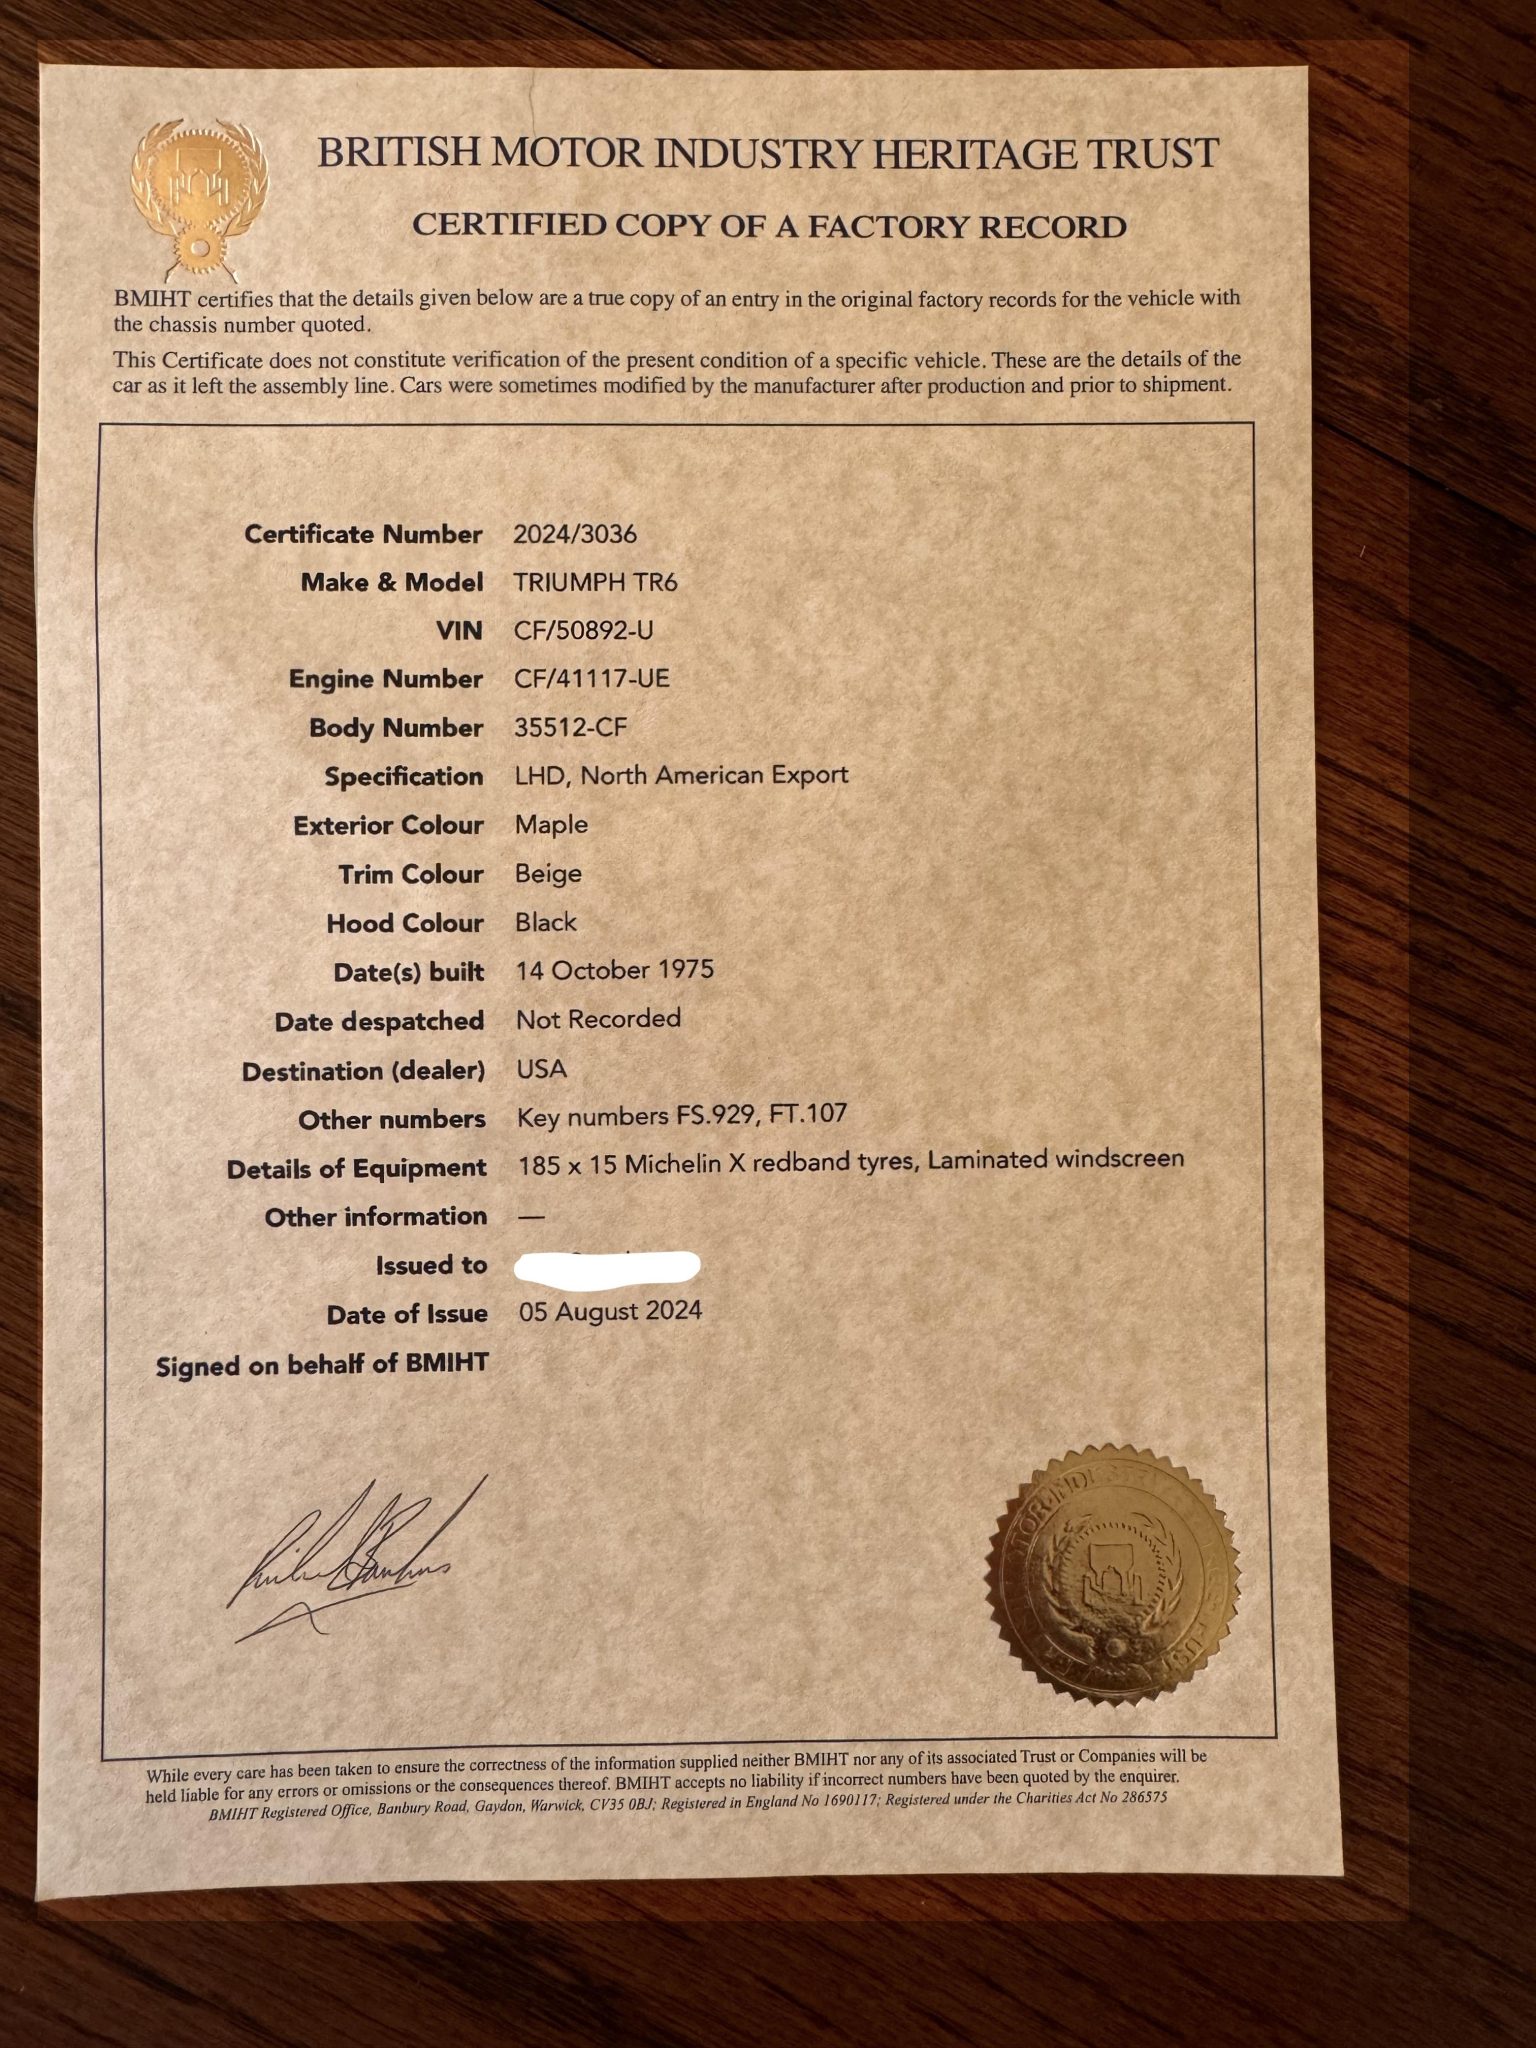 BRITISH MOTOR INDUSTRY HERITAGE TRUST
CERTIFIED COPY OF A FACTORY RECORD
BMIHT certifies that the details given below are a true copy of an entry in the original factory records for the vehicle with
the chassis number quoted.
This Certificate does not constitute verification of the present condition of a specific vehicle. These are the details of the
car as it left the assembly line. Cars were sometimes modified by the manufacturer after production and prior to shipment.
Certificate Number 2024/3036
Make & Model TRIUMPH TR6
VIN CF/50892-U
Engine Number CF/41117-UE
Body Number 35512-CF
Specification LHD, North American Export
Exterior Colour Maple
Trim Colour Beige
Hood Colour Black
Date(s) built 14 October 1975
Date despatched Not Recorded
Destination (dealer) USA
Other numbers Key numbers FS.929, FT.107
Details of Equipment 185 x 15 Michelin X redband tyres, Laminated windscreen
Other information —
Issued to
Date of Issue 05 August 2024
Signed on behalf of BMIHT
While every care has been taken to ensure the correctness of the information supplied neither BMIHT nor any of its associated Trust or Companies will be
held liable for any errors or omissions or the consequences thereof. BMIHT accepts no liability if incorrect numbers have been quoted by the enquirer.
BMIHT Registered Office, Banbury Road, Gaydon, Warwick, CV35 0BJ; Registered in England No 1690117; Registered under the Charities Act No 286575